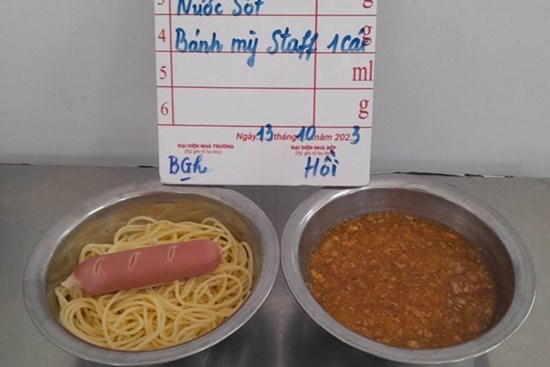 3 Nước Sốt g
4 Bánh mỳ Staff 1 cái g
5 ml
6 g
Ngày 13 tháng 10 năm 2023
ĐẠI DIỆN NHÀ TRƯỜNG ĐẠI DIỆN NHÀ BẾP
BGh Hồi